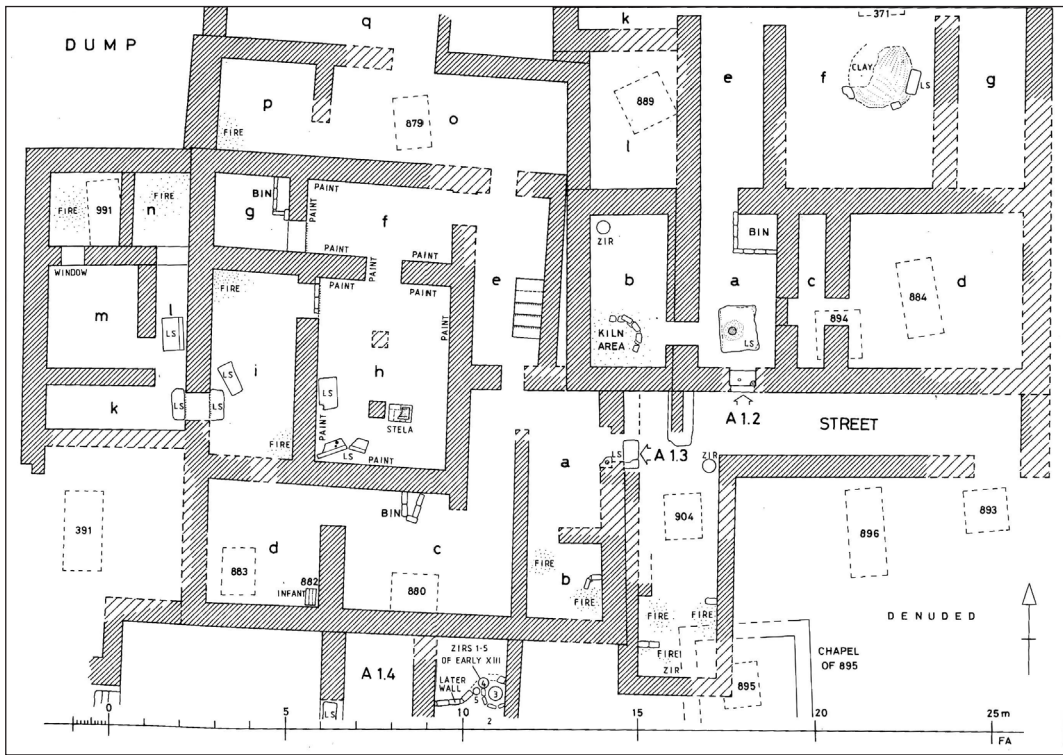 q
k
371
DUMP
e
f
CLAY
LS
g
p
889
879
o
FIRE
l
BIN
PAINT
FIRE
FIRE
n
991
g
PAINT
f
ZIR
BIN
PAINT
PAINT
WINDOW
PAINT
PAINT
b
a
c
d
e
FIRE
884
m
l
PAINT
894
KILN
AREA
LS
LS
i
LS
h
k
LS
LS
LS
STELA
A 1.2
STREET
PAINT
2
LS
FIRE
PAINT
a
LS
A 1.3
ZIR
BIN
904
893
391
896
d
c
883
882
INFANT
880
FIRE
b
FIRE
FIRE
FIRE
DENUDED
FIRE
ZIR
CHAPEL
OF 895
ZIRS 1-5
OF EARLY XIII
A 1.4
LATER
WALL
4
3
5
2
895
LS
0
5
10
15
20
25 m
FA